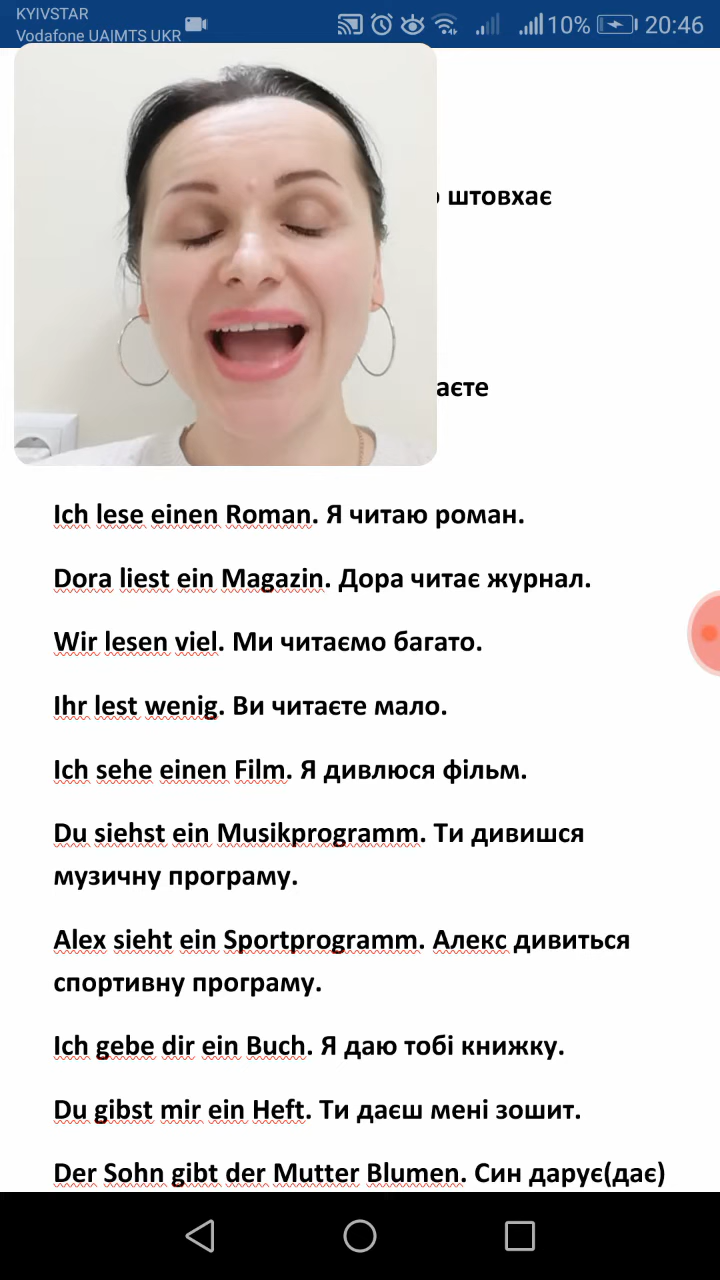 KYIVSTAR
Vodafone UA|MTS UKR
10% 20:46
штовхає
аєте
Ich lese einen Roman. Я читаю роман.
Dora liest ein Magazin. Дора читає журнал.
Wir lesen viel. Ми читаємо багато.
Ihr lest wenig. Ви читаєте мало.
Ich sehe einen Film. Я дивлюся фільм.
Du siehst ein Musikprogramm. Ти дивишся
музичну програму.
Alex sieht ein Sportprogramm. Алекс дивиться
спортивну програму.
Ich gebe dir ein Buch. Я даю тобі книжку.
Du gibst mir ein Heft. Ти даєш мені зошит.
Der Sohn gibt der Mutter Blumen. Син дарує(дає)